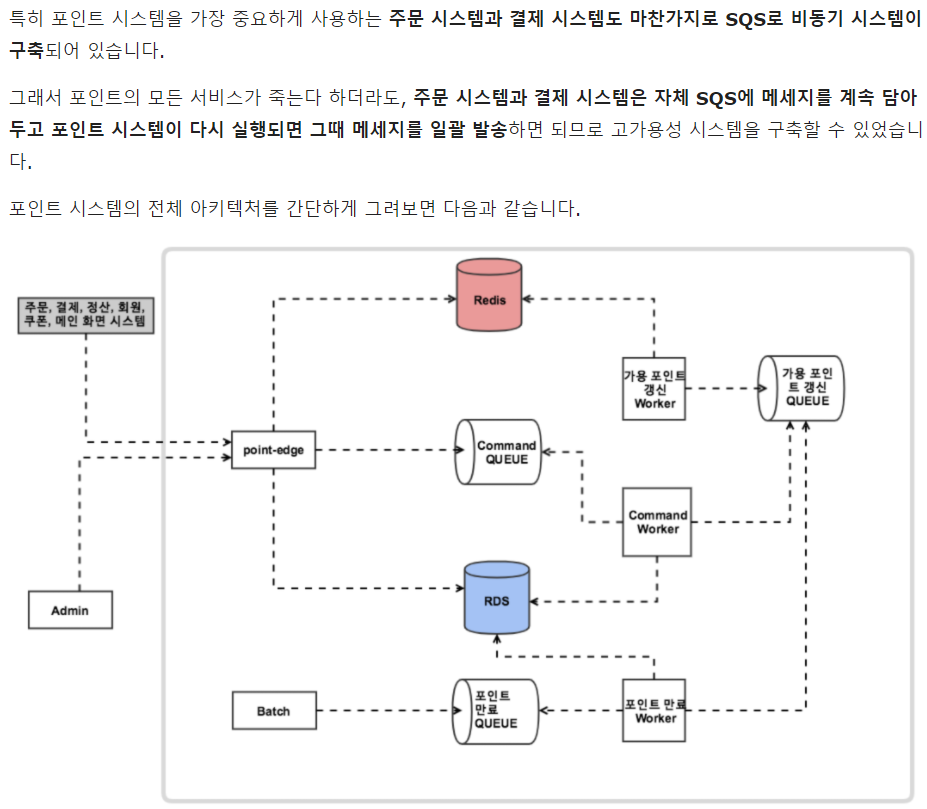 특히 포인트 시스템을 가장 중요하게 사용하는 주문 시스템과 결제 시스템도 마찬가지로 SQS로 비동기 시스템이
구축되어 있습니다.
그래서 포인트의 모든 서비스가 죽는다 하더라도, 주문 시스템과 결제 시스템은 자체 SQS에 메세지를 계속 담아
두고 포인트 시스템이 다시 실행되면 그때 메세지를 일괄 발송하면 되므로 고가용성 시스템을 구축할 수 있었습니
다.
포인트 시스템의 전체 아키텍처를 간단하게 그려보면 다음과 같습니다.
Redis
주문, 결제, 정산, 회원,
쿠폰, 메인 화면 시스템
가용 포인트
갱신
Worker
가용 포인
트 갱신
QUEUE
point-edge
Command
QUEUE
Command
Worker
RDS
Admin
Batch
포인트
만료
QUEUE
포인트 만료
Worker